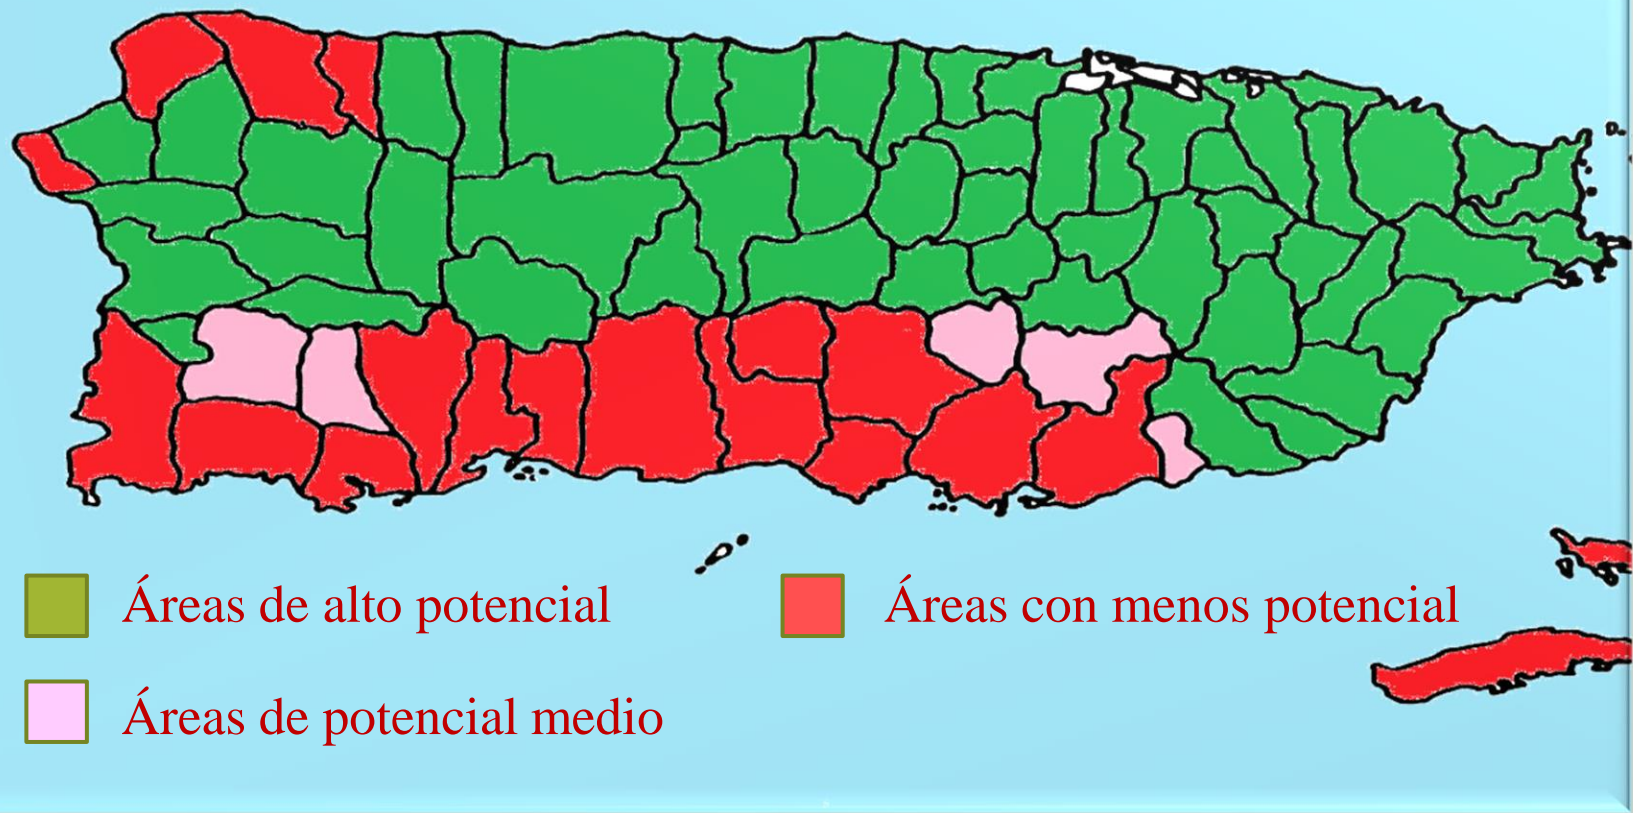 Áreas de alto potencial
Áreas con menos potencial
Áreas de potencial medio